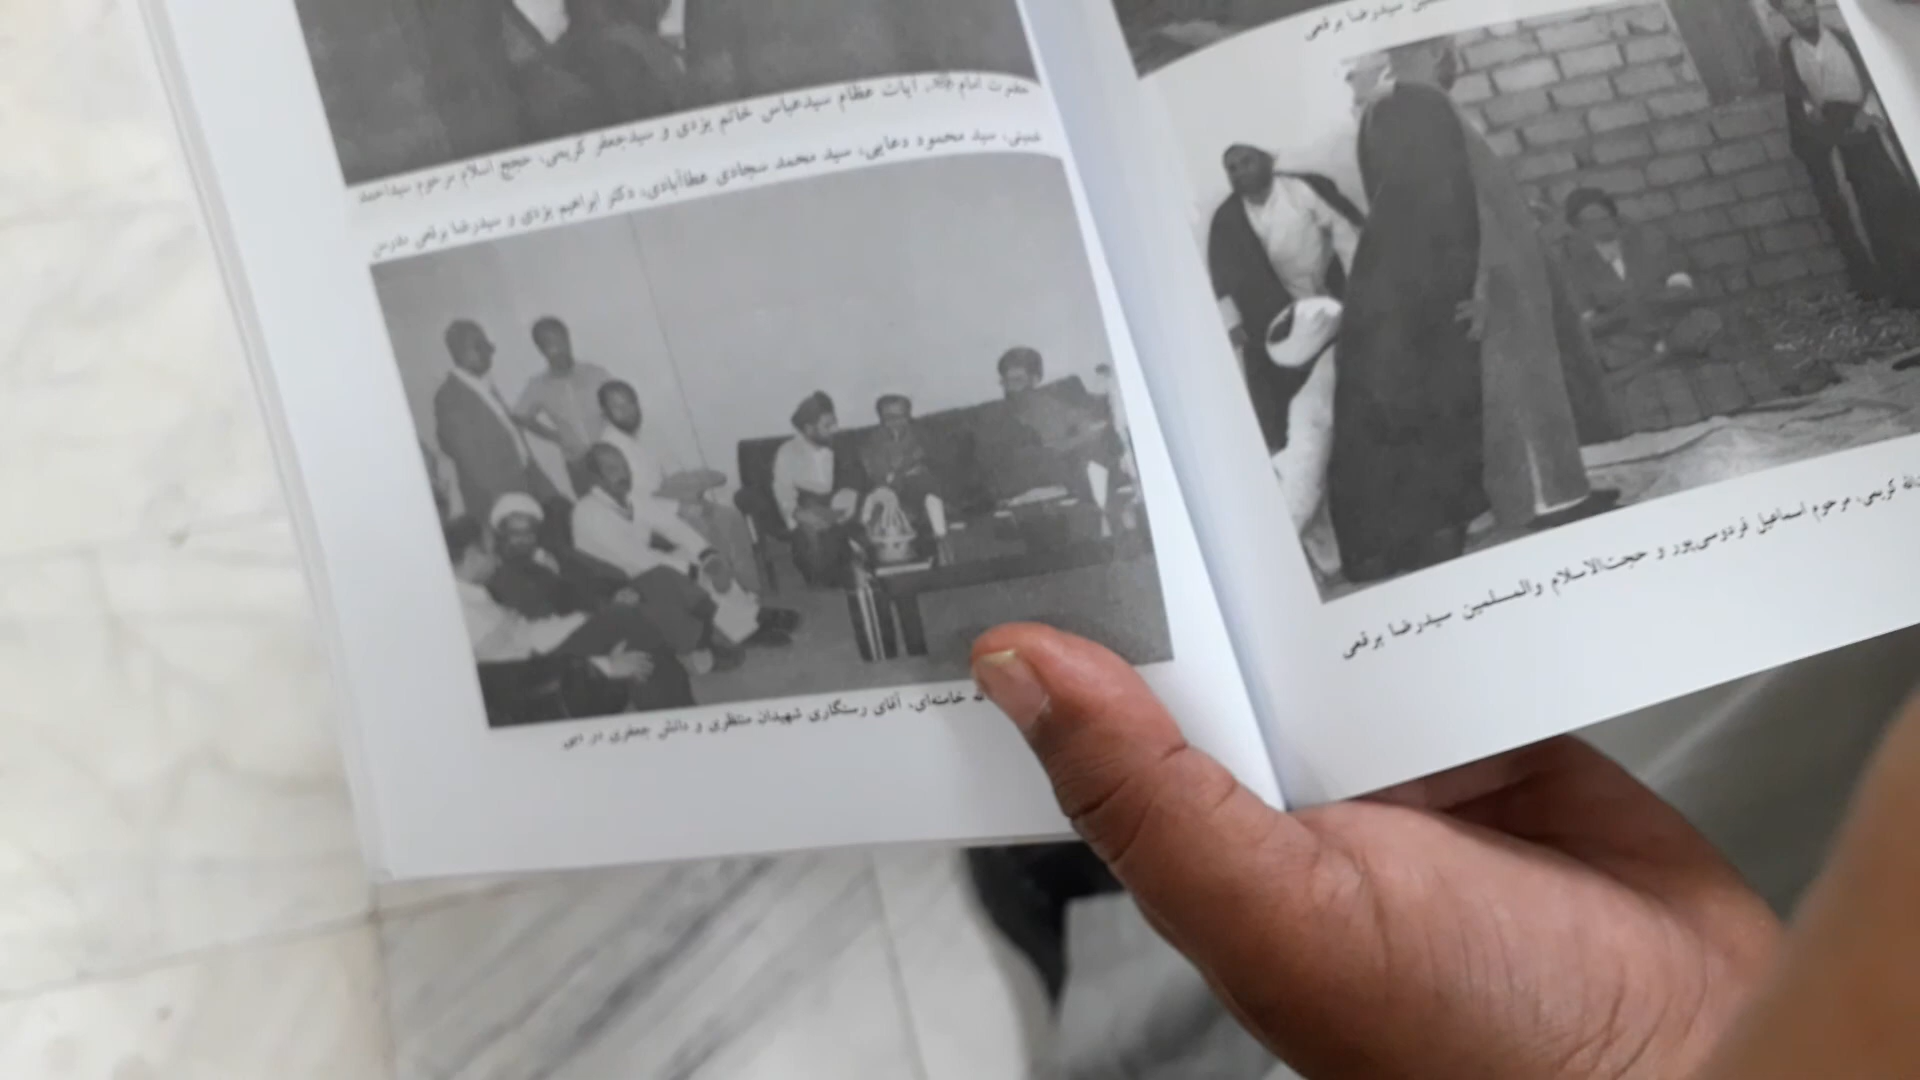 حضرت امام، آیات عظام سیدعباس خاتم یزدی و سیدجعفر کریمی، حجج اسلام مرحوم سیداحمد
خمینی، سید محمود دعایی، سید محمد سجادی عطاآبادی، دکتر ابراهیم یزدی و سیدرضا برقعی مدرس
خامنه‌ای، آقای رستگاری شهیدان منتظری و دانش جعفری در دبی
سیدرضا برقعی
کریمی، مرحوم اسماعیل فردوسی‌پور و حجت‌الاسلام والمسلمین سیدرضا برقعی